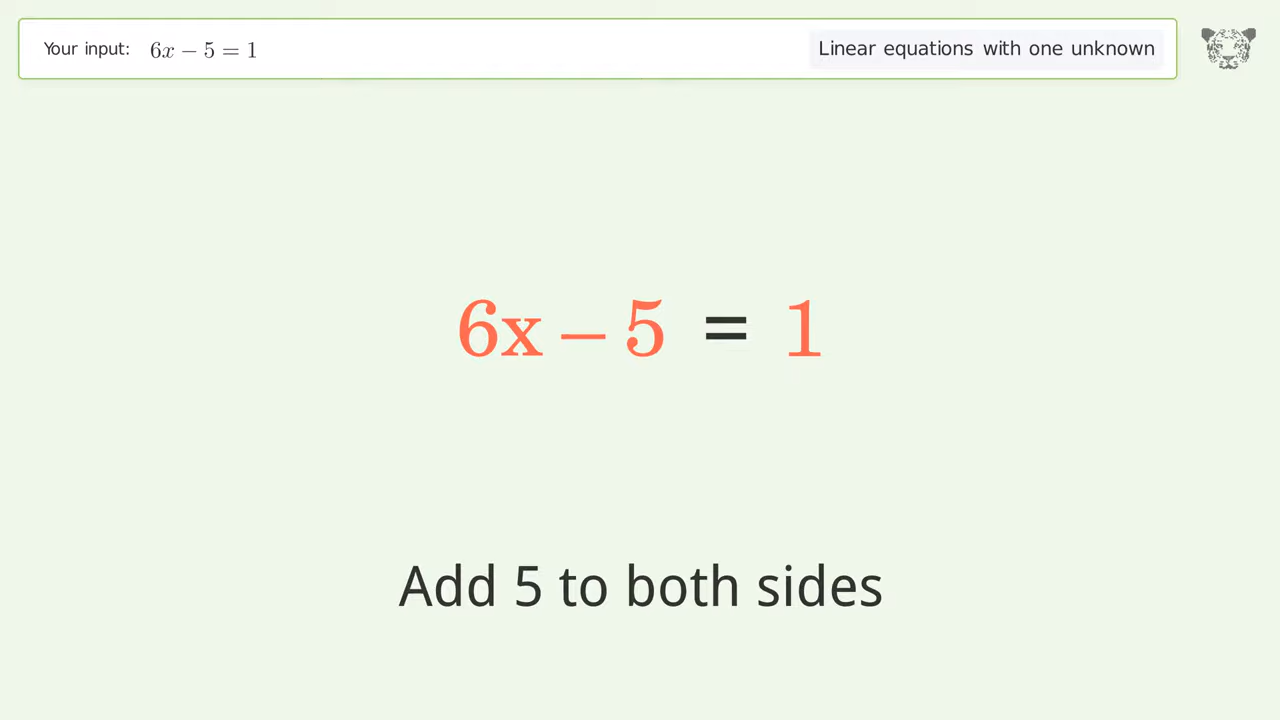 Your input: 6x − 5 = 1 Linear equations with one unknown
6x – 5 = 1
Add 5 to both sides